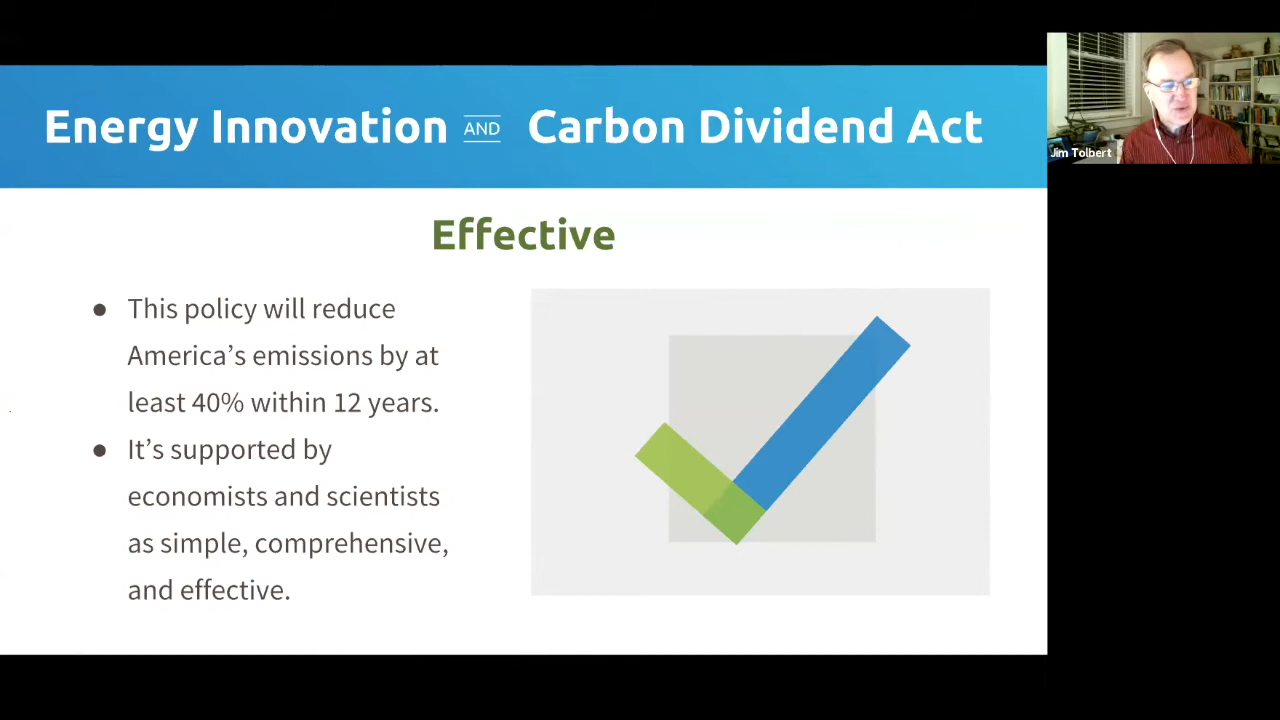 Energy Innovation AND Carbon Dividend Act
Jim Tolbert
Effective
● This policy will reduce
America’s emissions by at
least 40% within 12 years.
● It’s supported by
economists and scientists
as simple, comprehensive,
and effective.